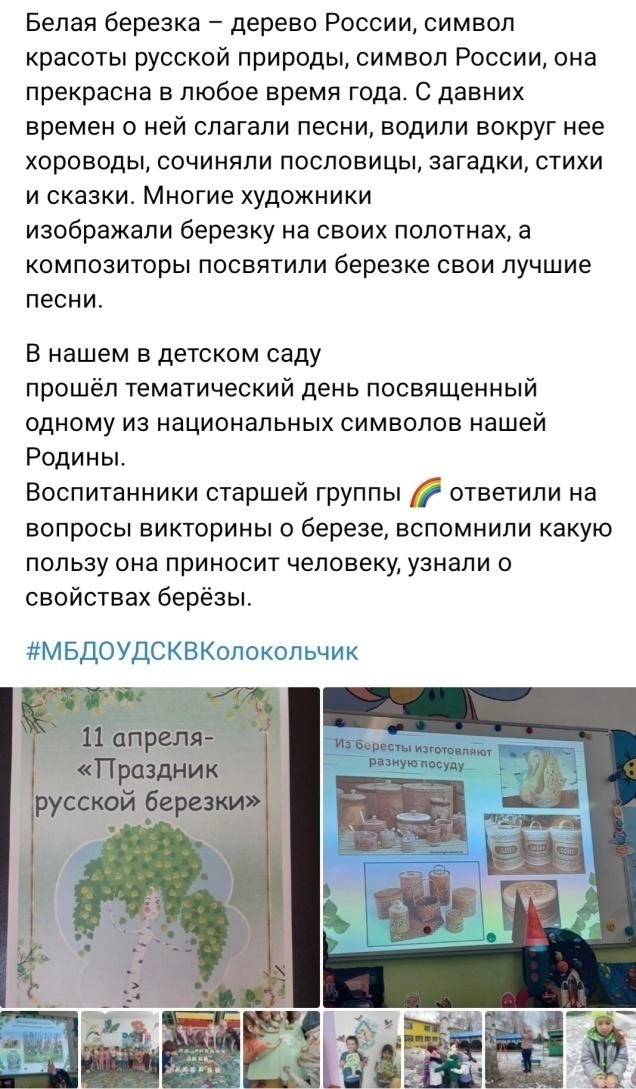 Белая березка – дерево России, символ
красоты русской природы, символ России, она
прекрасна в любое время года. С давних
времен о ней слагали песни, водили вокруг нее
хороводы, сочиняли пословицы, загадки, стихи
и сказки. Многие художники
изображали березку на своих полотнах, а
композиторы посвятили березке свои лучшие
песни.
В нашем в детском саду
прошёл тематический день посвященный
одному из национальных символов нашей
Родины.
Воспитанники старшей группы 🌈 ответили на
вопросы викторины о березе, вспомнили какую
пользу она приносит человеку, узнали о
свойствах берёзы.
#МБДОУДСКВКолокольчик
11 апреля-
«Праздник
русской березки»
Из бересты изготовляют
разную посуду